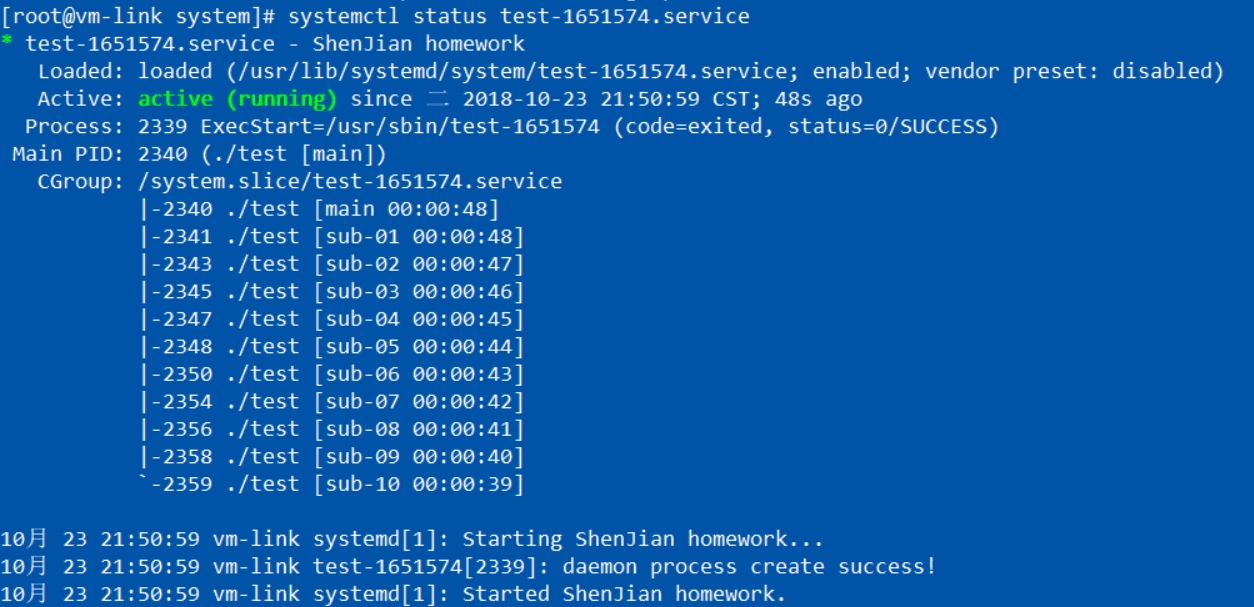 [root@vm-link system]# systemctl status test-1651574.service
* test-1651574.service - ShenJian homework
   Loaded: loaded (/usr/lib/systemd/system/test-1651574.service; enabled; vendor preset: disabled)
   Active: active (running) since 二 2018-10-23 21:50:59 CST; 48s ago
  Process: 2339 ExecStart=/usr/sbin/test-1651574 (code=exited, status=0/SUCCESS)
 Main PID: 2340 (./test [main])
   CGroup: /system.slice/test-1651574.service
           |-2340 ./test [main 00:00:48]
           |-2341 ./test [sub-01 00:00:48]
           |-2343 ./test [sub-02 00:00:47]
           |-2345 ./test [sub-03 00:00:46]
           |-2347 ./test [sub-04 00:00:45]
           |-2348 ./test [sub-05 00:00:44]
           |-2350 ./test [sub-06 00:00:43]
           |-2354 ./test [sub-07 00:00:42]
           |-2356 ./test [sub-08 00:00:41]
           |-2358 ./test [sub-09 00:00:40]
           `-2359 ./test [sub-10 00:00:39]

10月 23 21:50:59 vm-link systemd[1]: Starting ShenJian homework...
10月 23 21:50:59 vm-link test-1651574[2339]: daemon process create success!
10月 23 21:50:59 vm-link systemd[1]: Started ShenJian homework.